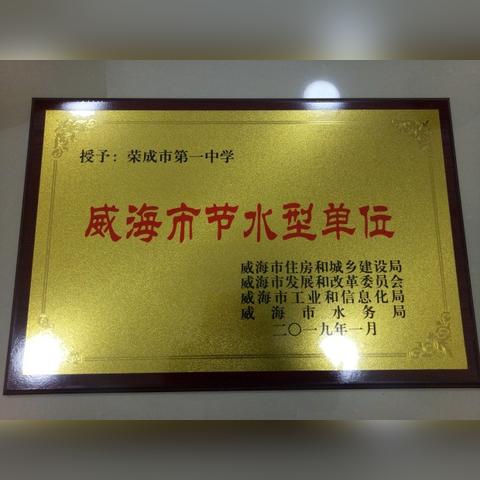 授予：荣成市第一中学
威海市节水型单位
威海市住房和城乡建设局
威海市发展和改革委员会
威海市工业和信息化局
威海市水务局
二〇一九年一月